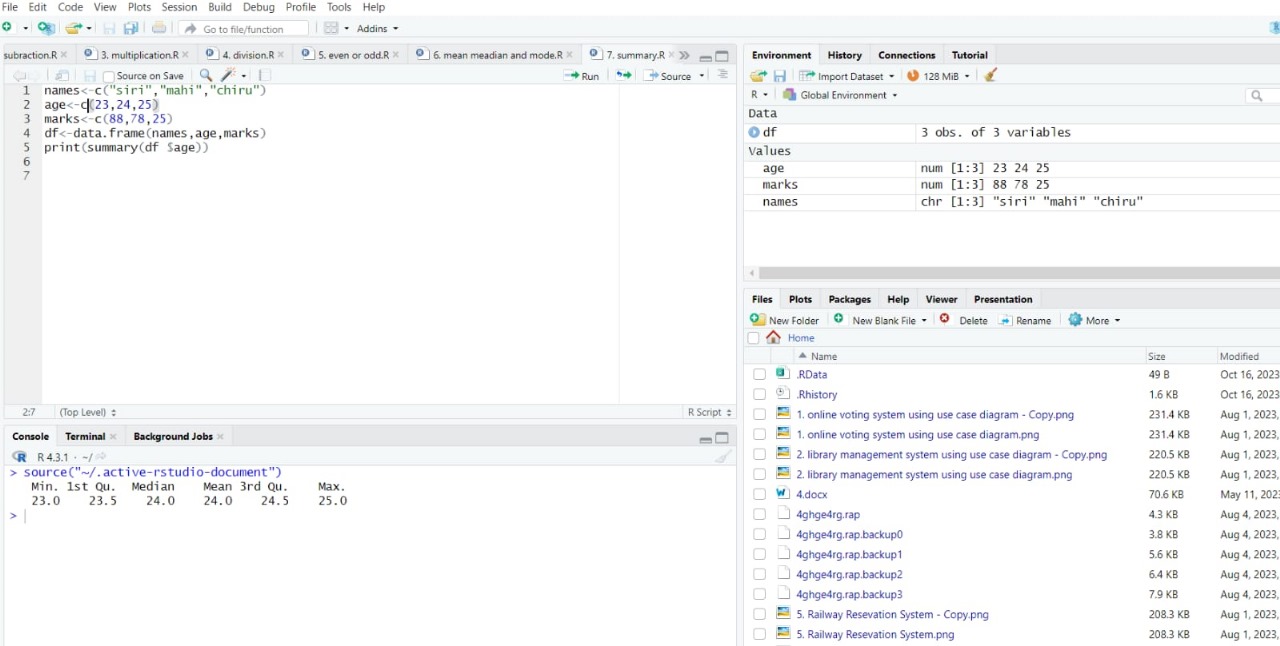 File Edit Code View Plots Session Build Debug Profile Tools Help
Go to file/function Addins
subtraction.R 3. multiplication.R 4. division.R 5. even or odd.R 6. mean meadian and mode.R 7. summary.R
Source on Save Run Source
1 names<-c("siri","mahi","chiru")
2 age<-c(23,24,25)
3 marks<-c(88,78,25)
4 df<-data.frame(names,age,marks)
5 print(summary(df $age))
6
7
2:7 (Top Level) R Script
Console Terminal Background Jobs
R 4.3.1 · ~/
> source("~/.active-rstudio-document")
Min. 1st Qu. Median Mean 3rd Qu. Max.
23.0 23.5 24.0 24.0 24.5 25.0
>
Environment History Connections Tutorial
Import Dataset 128 MiB
R Global Environment
Data
df 3 obs. of 3 variables
Values
age num [1:3] 23 24 25
marks num [1:3] 88 78 25
names chr [1:3] "siri" "mahi" "chiru"
Files Plots Packages Help Viewer Presentation
New Folder New Blank File Delete Rename More
Home
Name Size Modified
.RData 49 B Oct 16, 2023
.Rhistory 1.6 KB Oct 16, 2023
1. online voting system using use case diagram - Copy.png 231.4 KB Aug 1, 2023,
1. online voting system using use case diagram.png 231.4 KB Aug 1, 2023,
2. library management system using use case diagram - Copy.png 220.5 KB Aug 1, 2023,
2. library management system using use case diagram.png 220.5 KB Aug 1, 2023,
4.docx 70.6 KB May 11, 2023
4ghge4rg.rap 4.3 KB Aug 4, 2023,
4ghge4rg.rap.backup0 3.8 KB Aug 4, 2023,
4ghge4rg.rap.backup1 5.6 KB Aug 4, 2023,
4ghge4rg.rap.backup2 6.4 KB Aug 4, 2023,
4ghge4rg.rap.backup3 7.9 KB Aug 4, 2023,
5. Railway Resevation System - Copy.png 208.3 KB Aug 1, 2023,
5. Railway Resevation System.png 208.3 KB Aug 1, 2023,